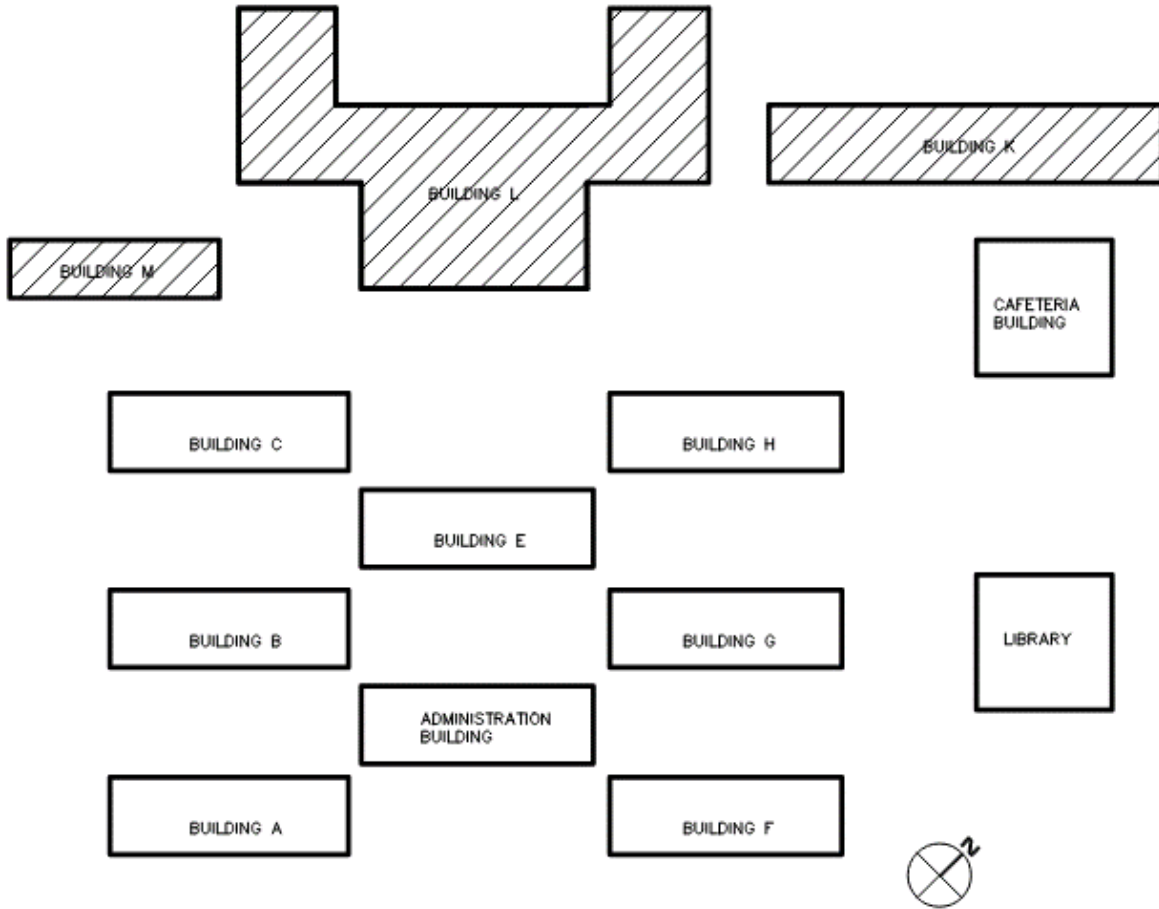 BUILDING K
BUILDING L
BUILDING M
CAFETERIA
BUILDING
BUILDING C
BUILDING H
BUILDING E
BUILDING B
BUILDING G
LIBRARY
ADMINISTRATION
BUILDING
BUILDING A
BUILDING F
N